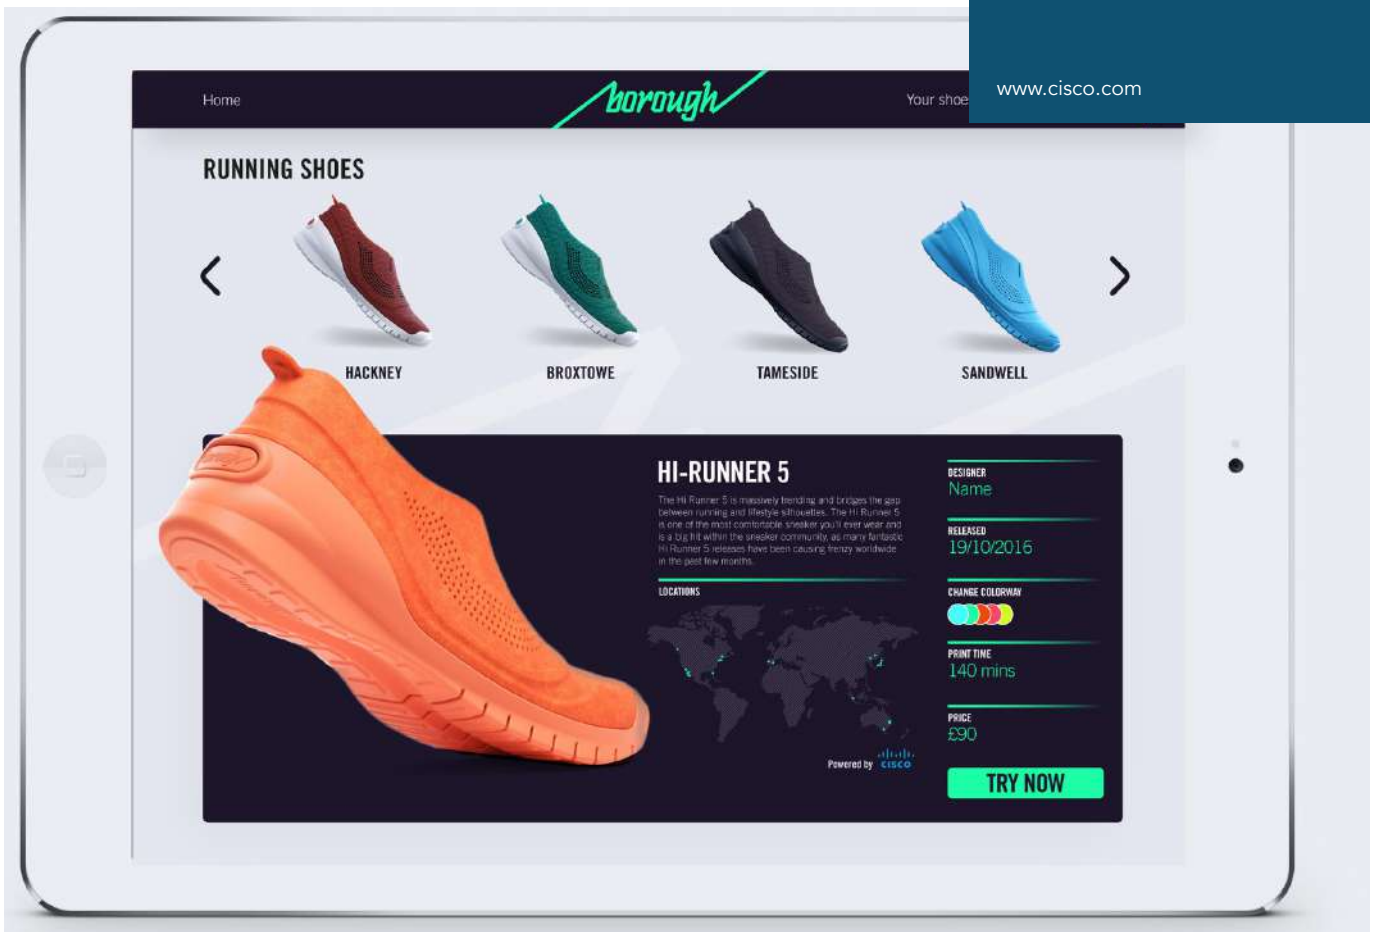 www.cisco.com
Home
borough
Your shoe
RUNNING SHOES
HACKNEY
BROXTOWE
TAMESIDE
SANDWELL
HI-RUNNER 5
The Hi Runner 5 is massively trending and bridges the gap
between running and lifestyle silhouettes. The Hi Runner 5
is one of the most comfortable sneaker you'll ever wear and
is a big hit within the sneaker community, as many fantastic
Hi Runner 5 releases have been causing frenzy worldwide
in the past few months.
LOCATIONS
Powered by CISCO
DESIGNER
Name
RELEASED
19/10/2016
CHANGE COLORWAY
PRINT TIME
140 mins
PRICE
£90
TRY NOW
borough